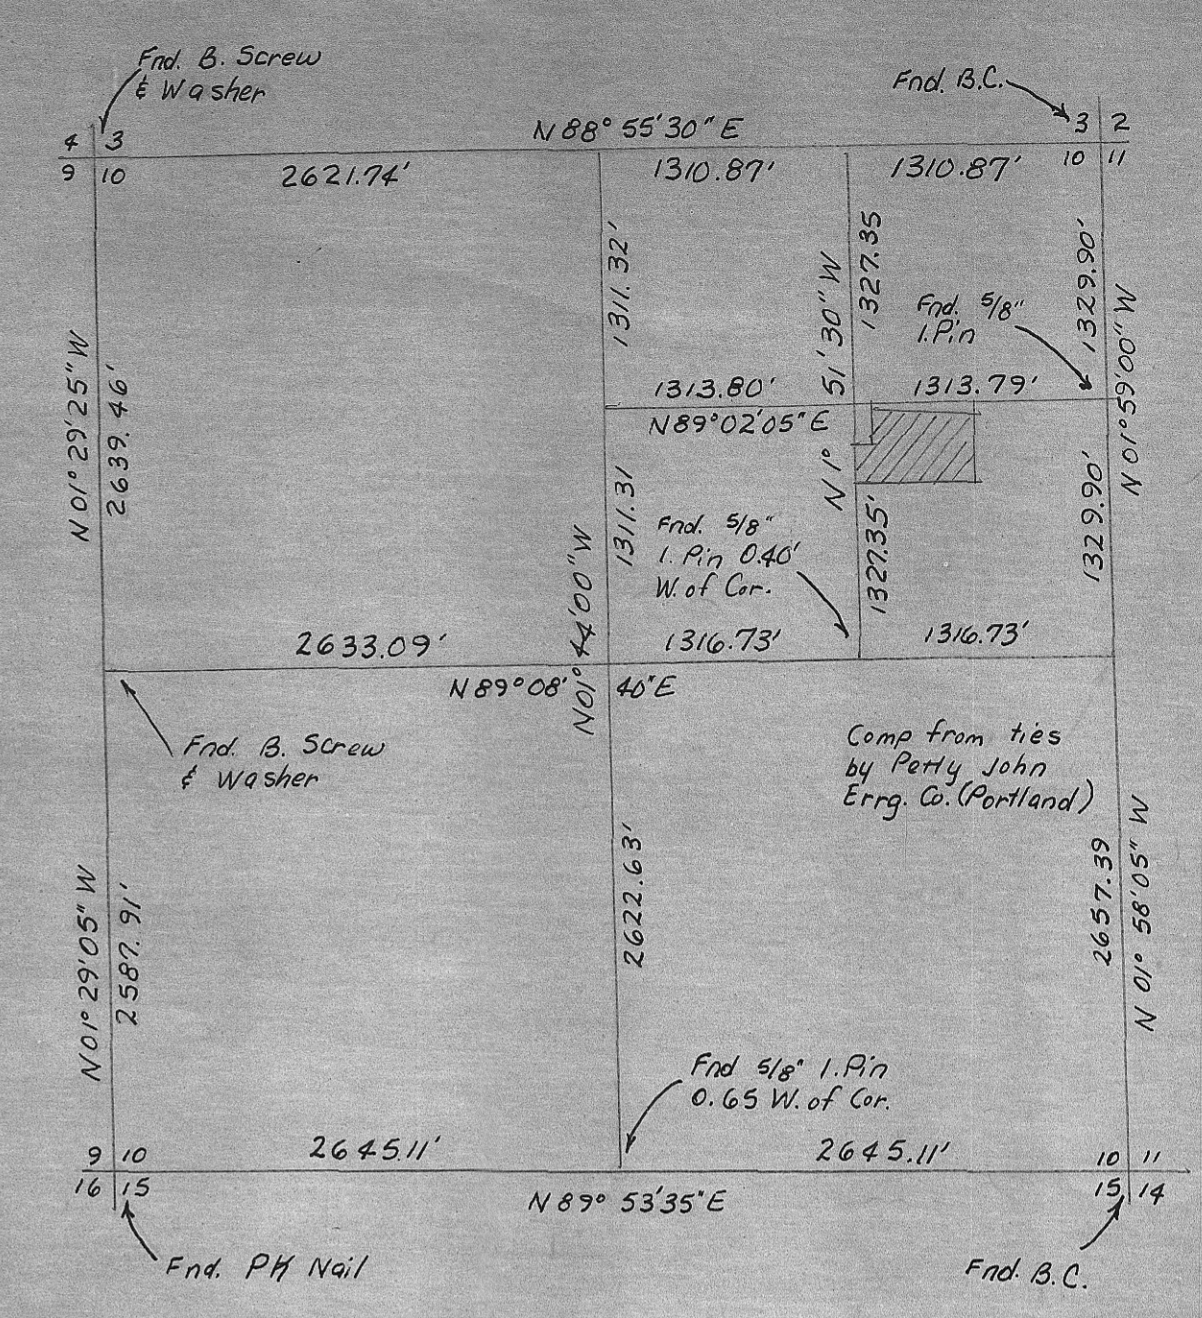 Fnd. B. Screw
& Washer
Fnd. B.C.
4 3
9 10
N 88° 55' 30" E
3 2
10 11
2621.74'
1310.87'
1310.87'
1311.32'
1327.35
1329.90'
N 01° 29' 25" W
2639.46'
Fnd. 5/8"
I. Pin
N 01° 59' 00" W
1313.80'
1313.79'
N 89° 02' 05" E
N 1° 51' 30" W
1311.31
Fnd. 5/8"
I. Pin 0.40'
W. of Cor.
1327.35'
1329.90'
2633.09'
1316.73'
1316.73'
N 01° 44' 00" W
N 89° 08' 40" E
Fnd. B. Screw
& Washer
Comp from ties
by Petty John
Errg. Co. (Portland)
N 01° 29' 05" W
2587.91'
2622.63'
2657.39
N 01° 58' 05" W
Fnd 5/8" I. Pin
0.65 W. of Cor.
2645.11'
2645.11'
9 10
16 15
10 11
15 14
N 89° 53' 35" E
Fnd. PK Nail
Fnd. B.C.